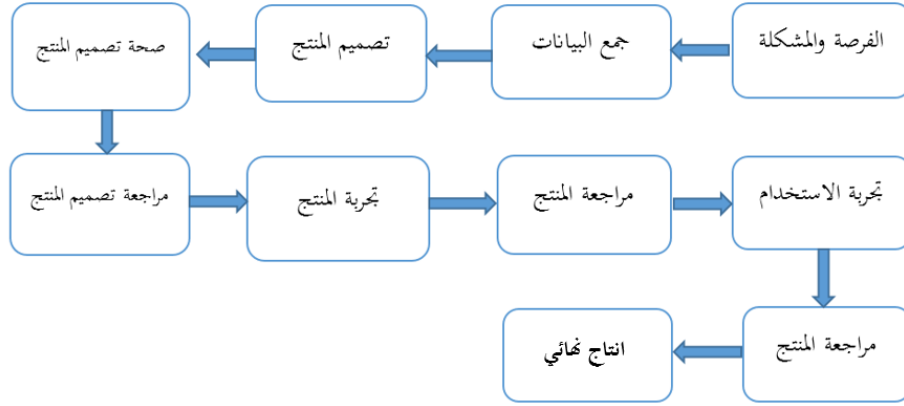 الفرصة والمشكلة
جمع البيانات
تصميم المنتج
صحة تصميم المنتج
مراجعة تصميم المنتج
تجربة المنتج
مراجعة المنتج
تجربة الاستخدام
مراجعة المنتج
انتاج نهائي